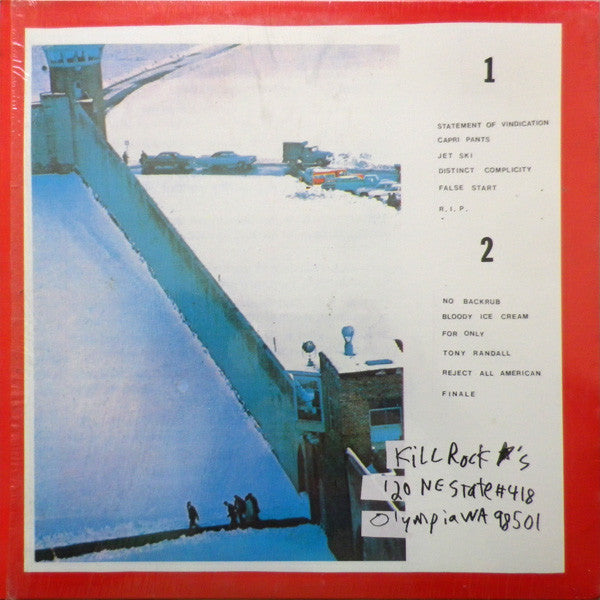 1
STATEMENT OF VINDICATION
CAPRI PANTS
JET SKI
DISTINCT COMPLICITY
FALSE START
R.I.P.
2
NO BACKRUB
BLOODY ICE CREAM
FOR ONLY
TONY RANDALL
REJECT ALL AMERICAN
FINALE
Kill Rock ★'s
120 NE State #418
Olympia WA 98501